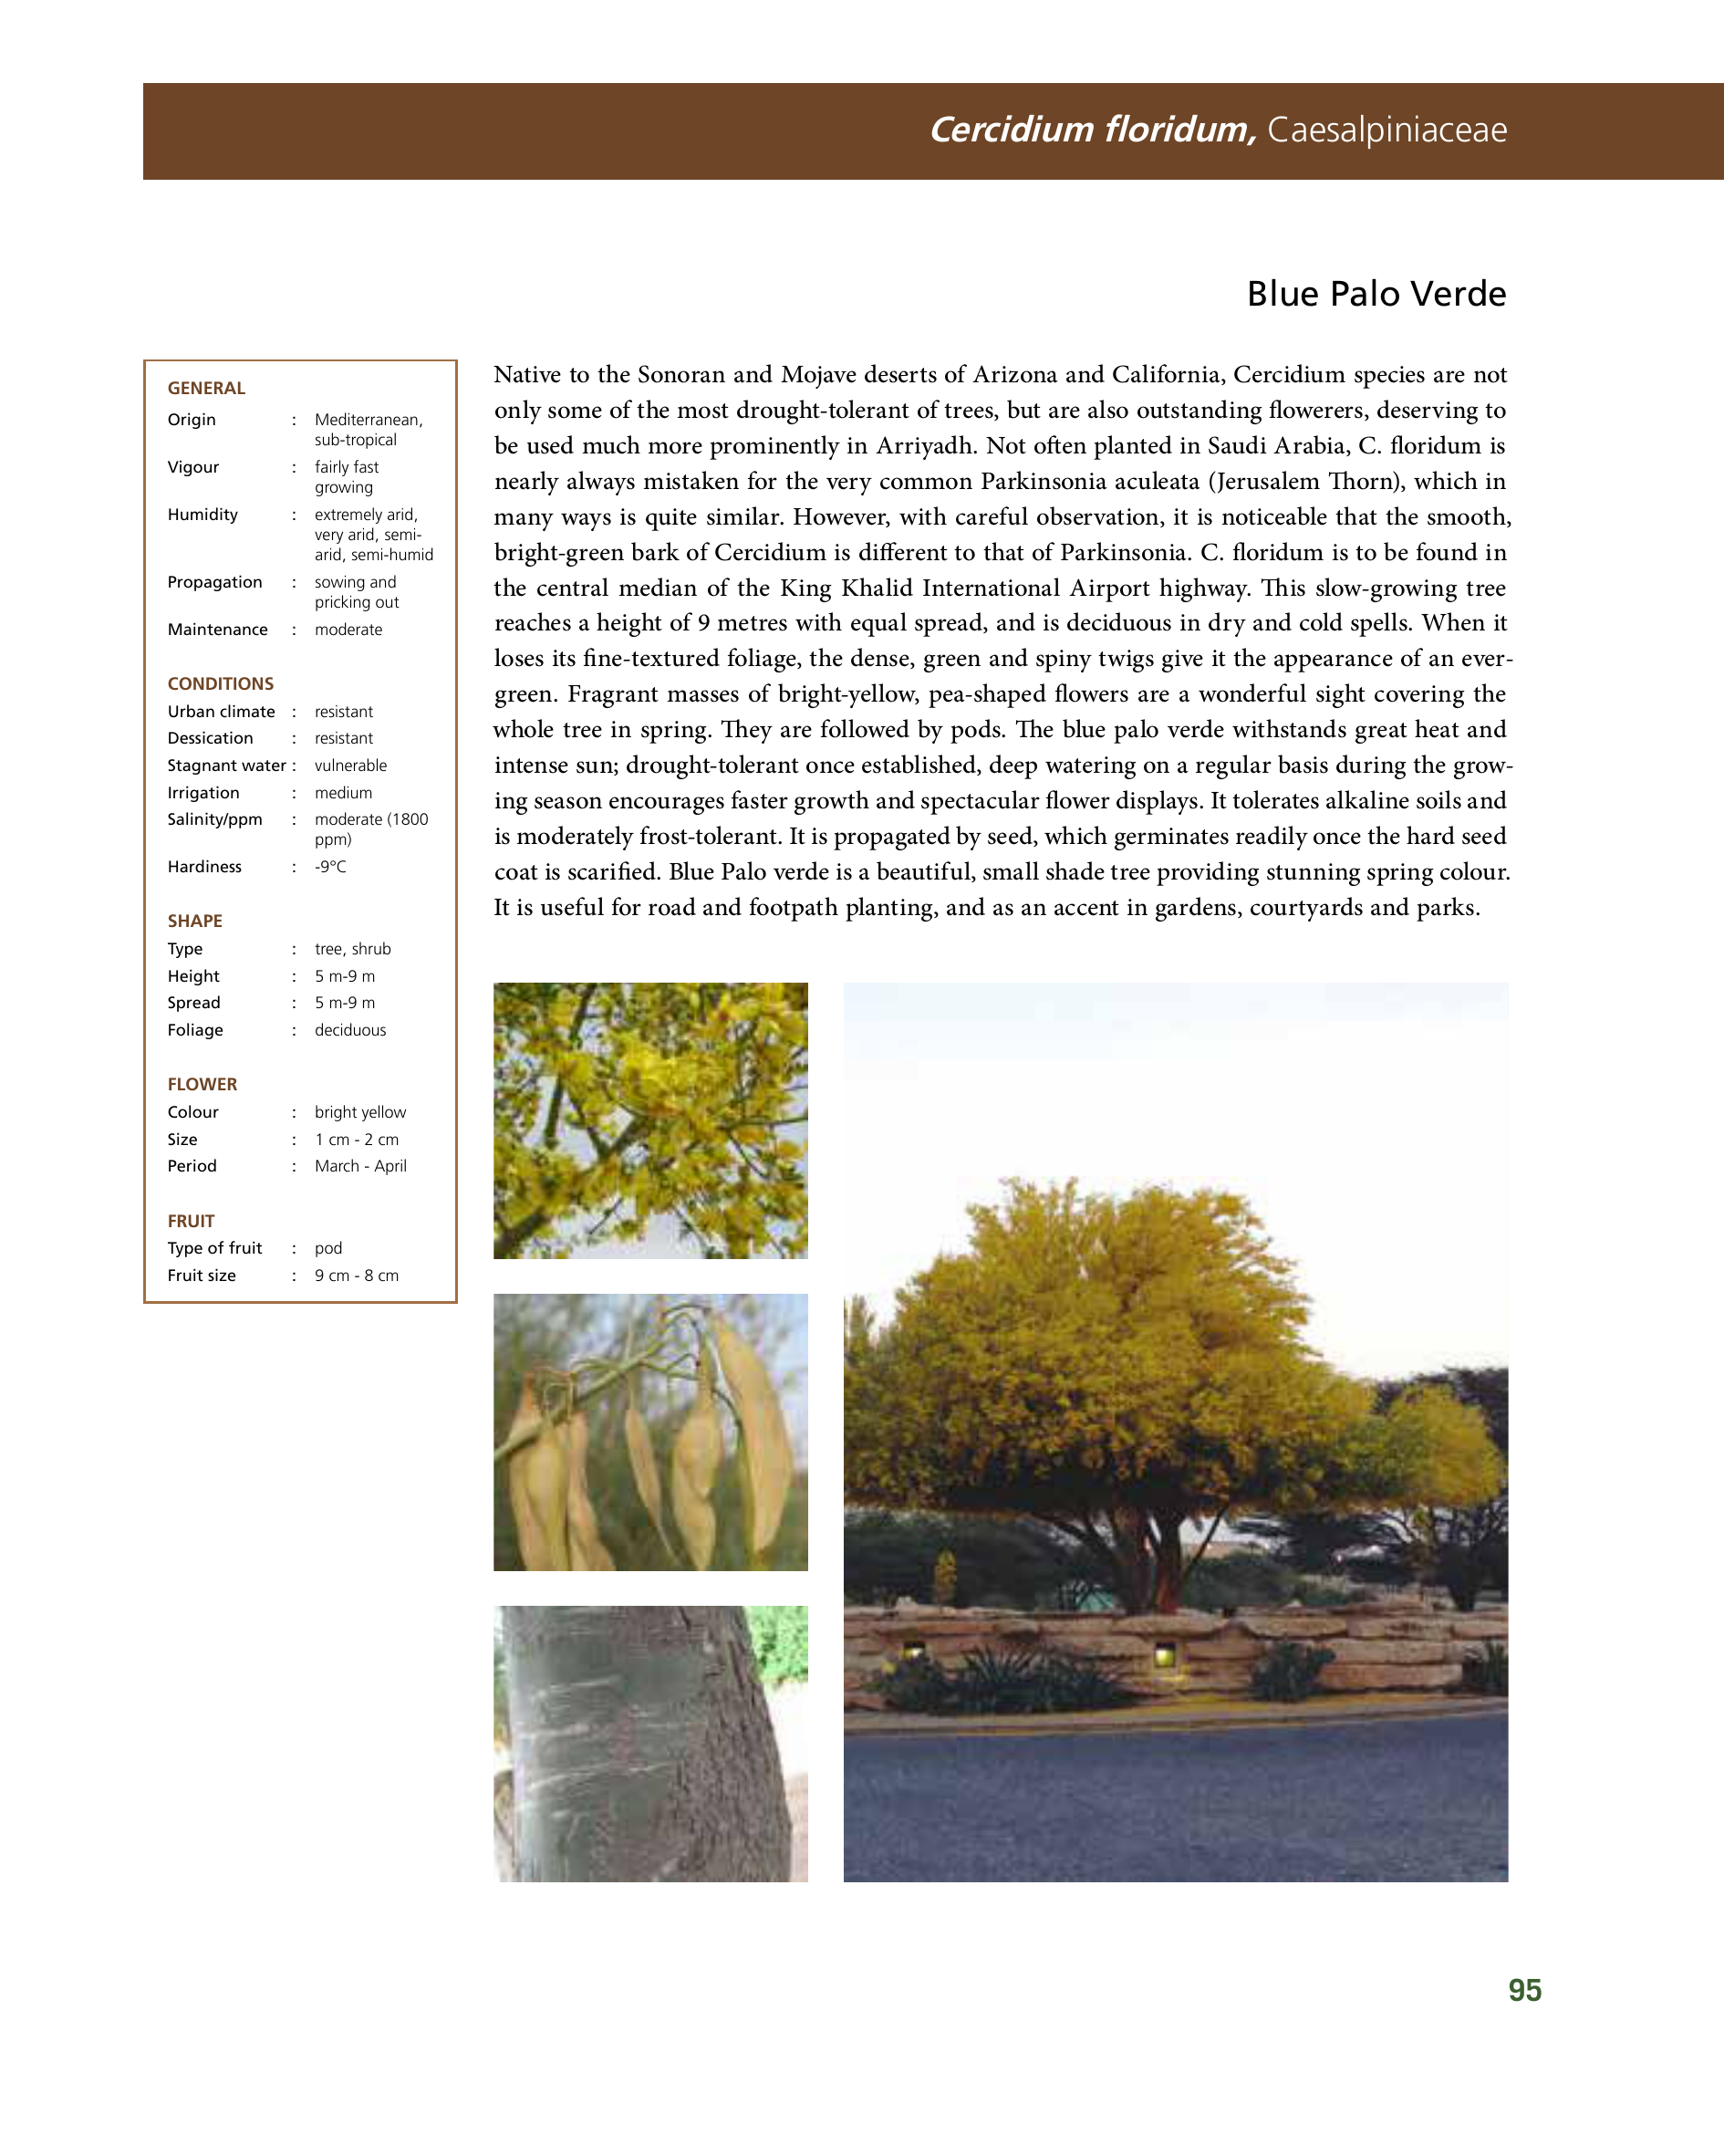 Cercidium floridum, Caesalpiniaceae
Blue Palo Verde
GENERAL
Origin : Mediterranean,
sub-tropical
Vigour : fairly fast
growing
Humidity : extremely arid,
very arid, semi-
arid, semi-humid
Propagation : sowing and
pricking out
Maintenance : moderate
CONDITIONS
Urban climate : resistant
Dessication : resistant
Stagnant water : vulnerable
Irrigation : medium
Salinity/ppm : moderate (1800
ppm)
Hardiness : -9°C
SHAPE
Type : tree, shrub
Height : 5 m-9 m
Spread : 5 m-9 m
Foliage : deciduous
FLOWER
Colour : bright yellow
Size : 1 cm - 2 cm
Period : March - April
FRUIT
Type of fruit : pod
Fruit size : 9 cm - 8 cm
Native to the Sonoran and Mojave deserts of Arizona and California, Cercidium species are not
only some of the most drought-tolerant of trees, but are also outstanding flowerers, deserving to
be used much more prominently in Arriyadh. Not often planted in Saudi Arabia, C. floridum is
nearly always mistaken for the very common Parkinsonia aculeata (Jerusalem Thorn), which in
many ways is quite similar. However, with careful observation, it is noticeable that the smooth,
bright-green bark of Cercidium is different to that of Parkinsonia. C. floridum is to be found in
the central median of the King Khalid International Airport highway. This slow-growing tree
reaches a height of 9 metres with equal spread, and is deciduous in dry and cold spells. When it
loses its fine-textured foliage, the dense, green and spiny twigs give it the appearance of an ever-
green. Fragrant masses of bright-yellow, pea-shaped flowers are a wonderful sight covering the
whole tree in spring. They are followed by pods. The blue palo verde withstands great heat and
intense sun; drought-tolerant once established, deep watering on a regular basis during the grow-
ing season encourages faster growth and spectacular flower displays. It tolerates alkaline soils and
is moderately frost-tolerant. It is propagated by seed, which germinates readily once the hard seed
coat is scarified. Blue Palo verde is a beautiful, small shade tree providing stunning spring colour.
It is useful for road and footpath planting, and as an accent in gardens, courtyards and parks.
95